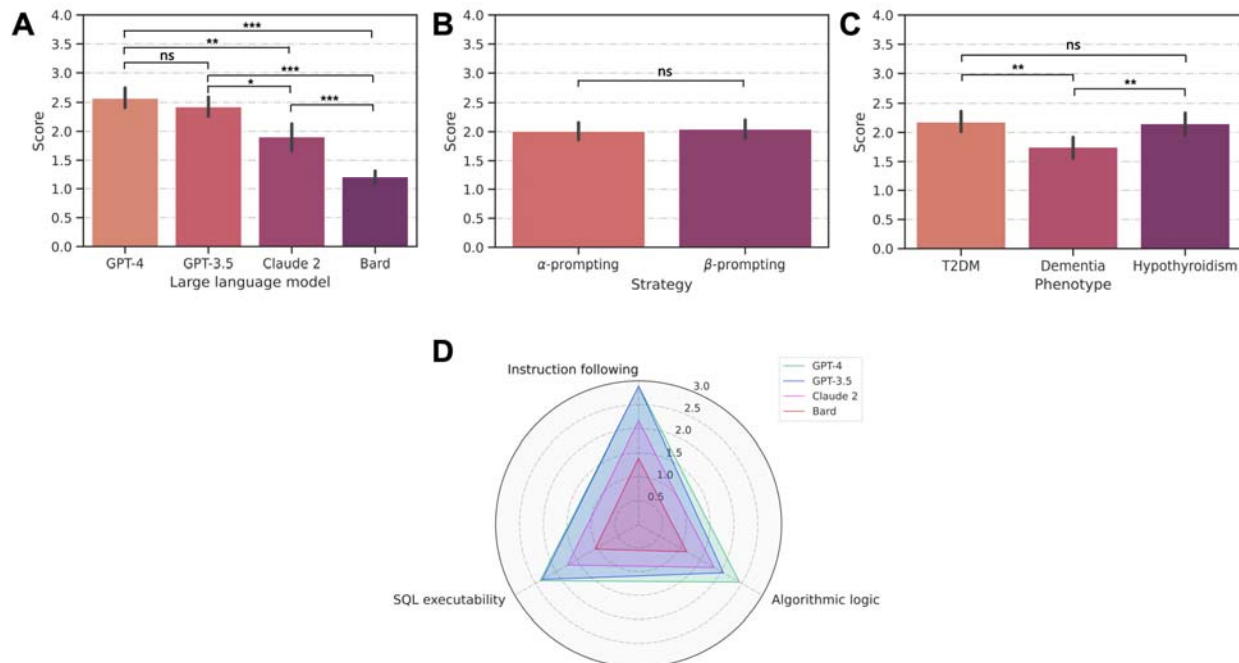 A
4.0
3.5
3.0
2.5
2.0
1.5
1.0
0.5
0.0
Score
***
**
ns
***
*
***
GPT-4 GPT-3.5 Claude 2 Bard
Large language model
B
4.0
3.5
3.0
2.5
2.0
1.5
1.0
0.5
0.0
Score
ns
α-prompting β-prompting
Strategy
C
4.0
3.5
3.0
2.5
2.0
1.5
1.0
0.5
0.0
Score
ns
**
**
T2DM Dementia Hypothyroidism
Phenotype
D
Instruction following
3.0
2.5
2.0
1.5
1.0
0.5
SQL executability
Algorithmic logic
GPT-4
GPT-3.5
Claude 2
Bard